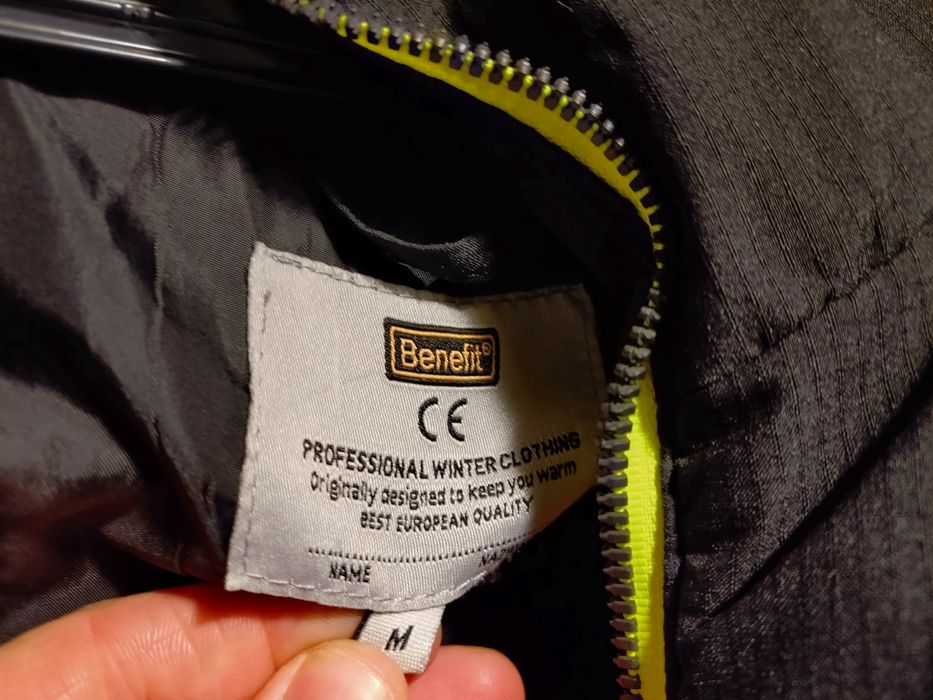 Benefit®
CE
PROFESSIONAL WINTER CLOTHING
Originally designed to keep you warm
BEST EUROPEAN QUALITY
NAME
M